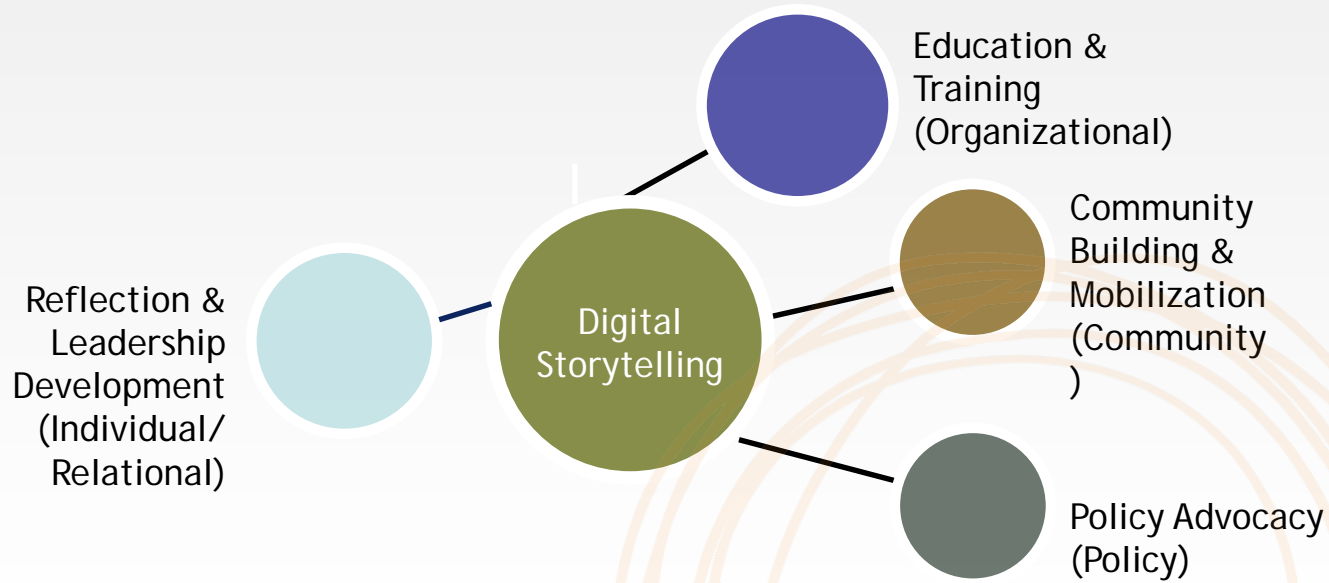 Education &
Training
(Organizational)
Community
Building &
Mobilization
(Community
)
Reflection &
Leadership
Development
(Individual/
Relational)
Digital
Storytelling
Policy Advocacy
(Policy)